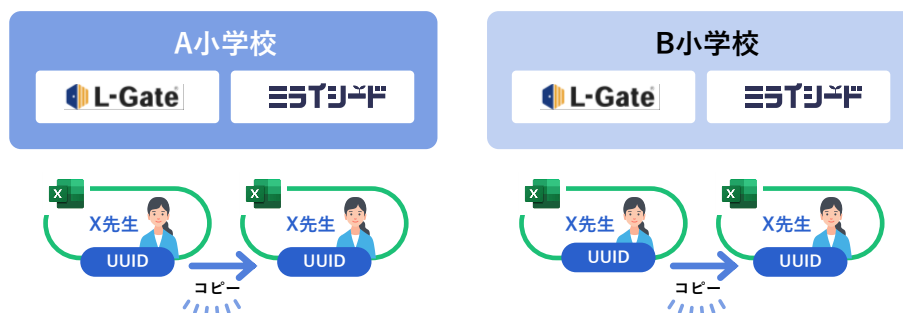 A小学校
L-Gate
ミライシード
X
X先生
UUID
X
X先生
UUID
コピー
B小学校
L-Gate
ミライシード
X
X先生
UUID
X
X先生
UUID
コピー